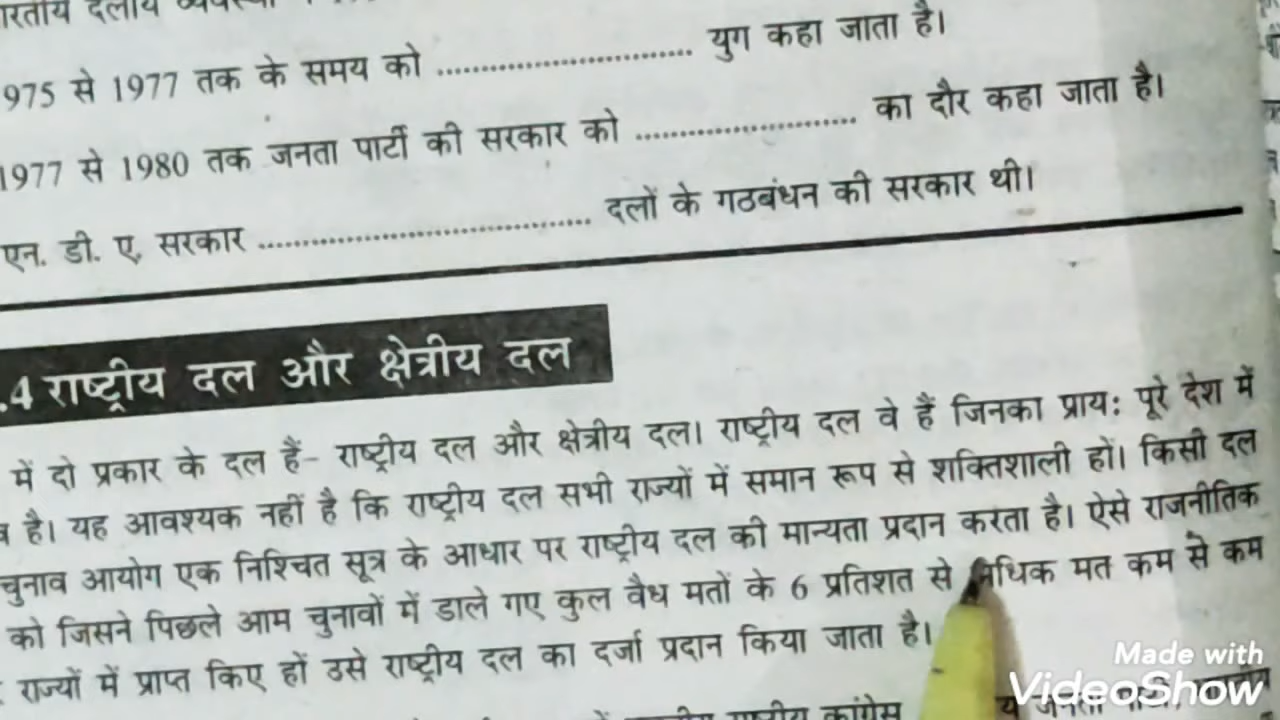 भारतीय दलीय व्यवस्था
975 से 1977 तक के समय को ........................... युग कहा जाता है।
1977 से 1980 तक जनता पार्टी की सरकार को ....................... का दौर कहा जाता है।
एन. डी. ए. सरकार .................................. दलों के गठबंधन की सरकार थी।
.4 राष्ट्रीय दल और क्षेत्रीय दल
में दो प्रकार के दल हैं- राष्ट्रीय दल और क्षेत्रीय दल। राष्ट्रीय दल वे हैं जिनका प्रायः पूरे देश में
है। यह आवश्यक नहीं है कि राष्ट्रीय दल सभी राज्यों में समान रूप से शक्तिशाली हों। किसी दल
चुनाव आयोग एक निश्चित सूत्र के आधार पर राष्ट्रीय दल की मान्यता प्रदान करता है। ऐसे राजनीतिक
को जिसने पिछले आम चुनावों में डाले गए कुल वैध मतों के 6 प्रतिशत से अधिक मत कम से कम
राज्यों में प्राप्त किए हों उसे राष्ट्रीय दल का दर्जा प्रदान किया जाता है।
राष्ट्रीय कांग्रेस
Made with
VideoShow